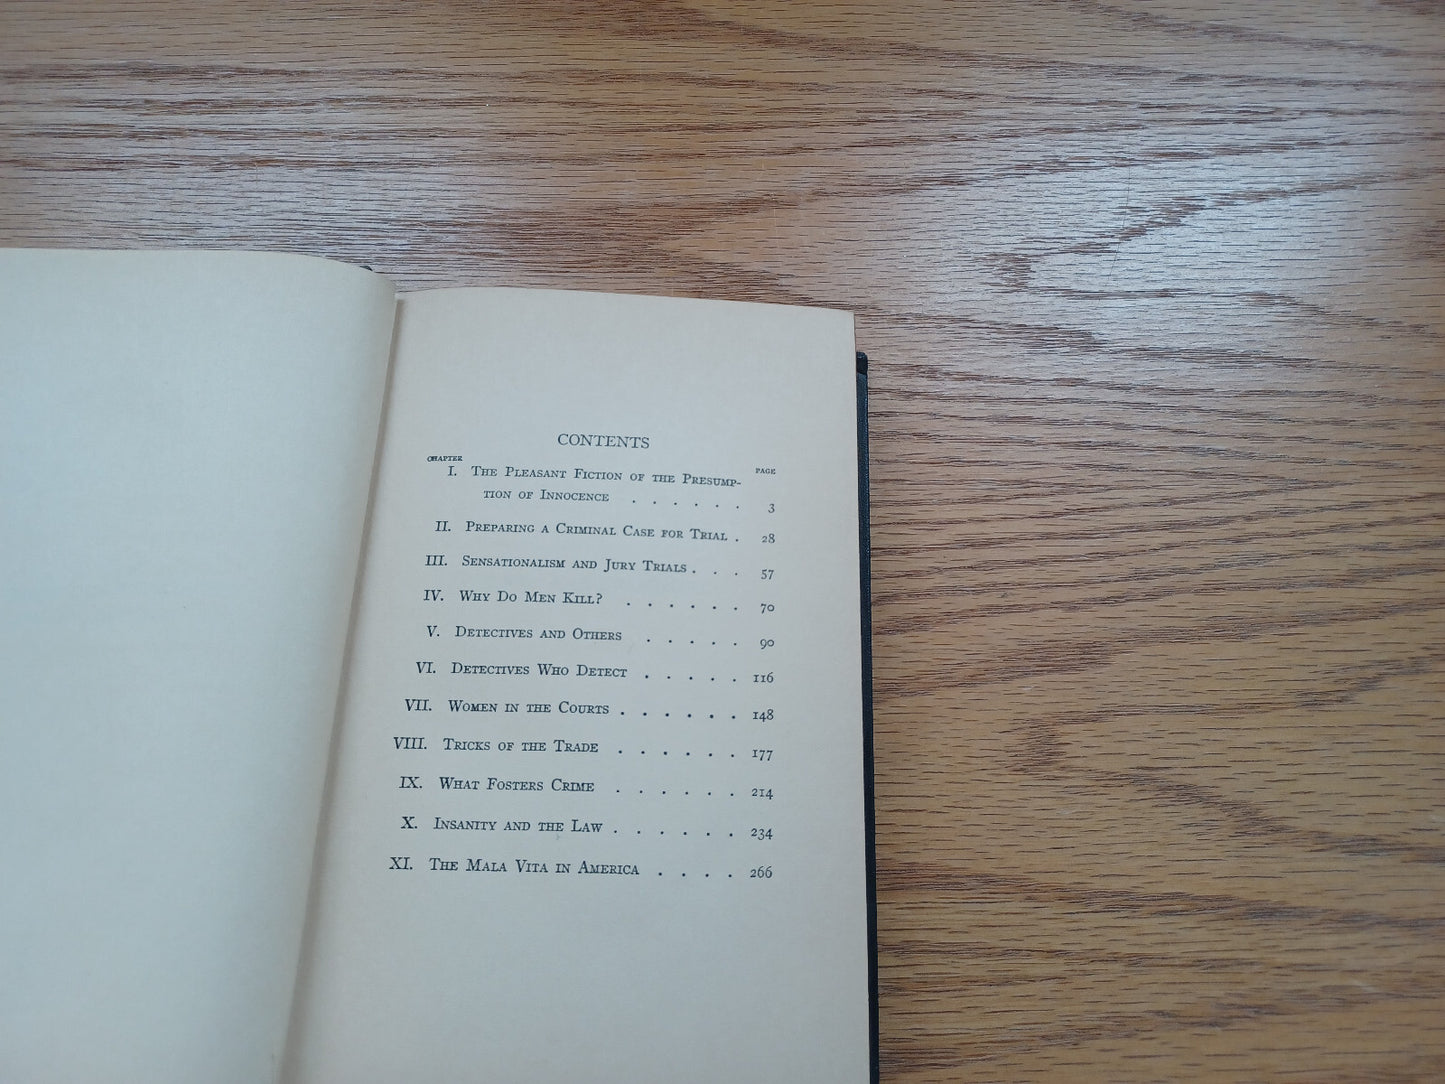 CONTENTS
CHAPTER PAGE
I. THE PLEASANT FICTION OF THE PRESUMP-
TION OF INNOCENCE . . . . . . 3
II. PREPARING A CRIMINAL CASE FOR TRIAL . 28
III. SENSATIONALISM AND JURY TRIALS . . . 57
IV. WHY DO MEN KILL? . . . . . . 70
V. DETECTIVES AND OTHERS . . . . . 90
VI. DETECTIVES WHO DETECT . . . . . 116
VII. WOMEN IN THE COURTS . . . . . . 148
VIII. TRICKS OF THE TRADE . . . . . . 177
IX. WHAT FOSTERS CRIME . . . . . . 214
X. INSANITY AND THE LAW . . . . . . 234
XI. THE MALA VITA IN AMERICA . . . . 266